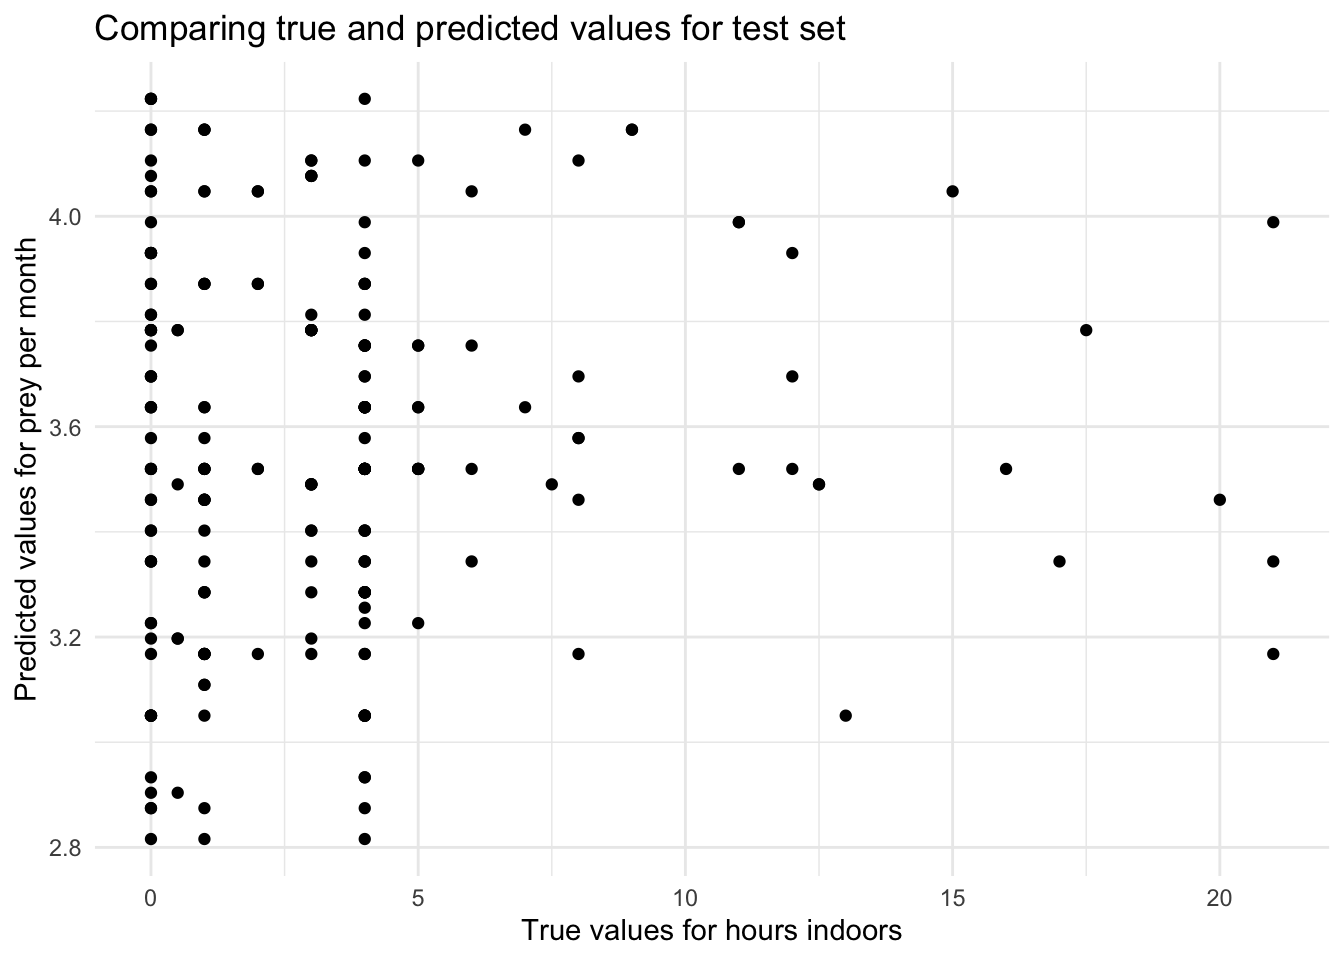 Comparing true and predicted values for test set
Predicted values for prey per month
4.0
3.6
3.2
2.8
0 5 10 15 20
True values for hours indoors